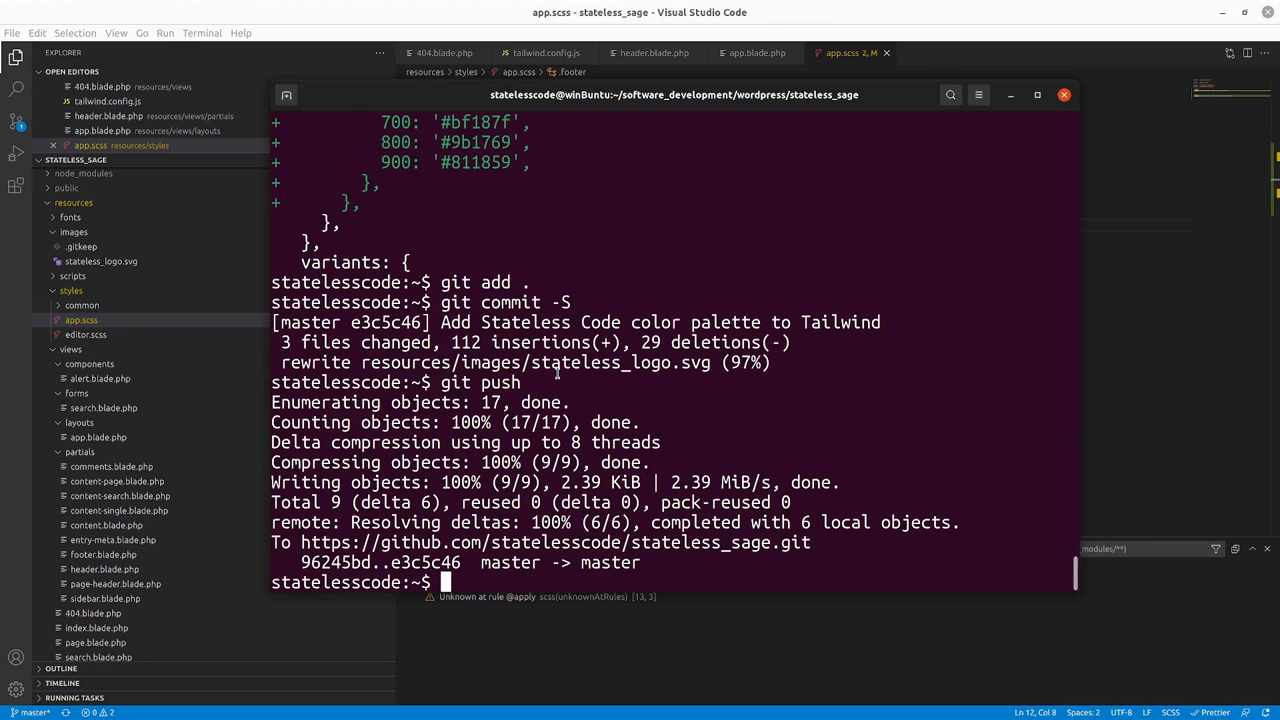 app.scss - stateless_sage - Visual Studio Code
File Edit Selection View Go Run Terminal Help
EXPLORER
404.blade.php tailwind.config.js header.blade.php app.blade.php app.scss 2, M
OPEN EDITORS
resources > styles > app.scss > .footer
404.blade.php resources/views
tailwind.config.js
header.blade.php resources/views/partials
app.blade.php resources/views/layouts
app.scss resources/styles
STATELESS_SAGE
node_modules
public
resources
fonts
images
.gitkeep
stateless_logo.svg
scripts
styles
common
app.scss
editor.scss
views
components
alert.blade.php
forms
search.blade.php
layouts
app.blade.php
partials
comments.blade.php
content-page.blade.php
content-search.blade.php
content-single.blade.php
content.blade.php
entry-meta.blade.php
footer.blade.php
header.blade.php
page-header.blade.php
sidebar.blade.php
404.blade.php
index.blade.php
page.blade.php
search.blade.php
OUTLINE
TIMELINE
RUNNING TASKS
statelesscode@winBuntu:~/software_development/wordpress/stateless_sage
+ 700: '#bf187f',
+ 800: '#9b1769',
+ 900: '#811859',
+ },
+ },
},
},
variants: {
statelesscode:~$ git add .
statelesscode:~$ git commit -S
[master e3c5c46] Add Stateless Code color palette to Tailwind
3 files changed, 112 insertions(+), 29 deletions(-)
rewrite resources/images/stateless_logo.svg (97%)
statelesscode:~$ git push
Enumerating objects: 17, done.
Counting objects: 100% (17/17), done.
Delta compression using up to 8 threads
Compressing objects: 100% (9/9), done.
Writing objects: 100% (9/9), 2.39 KiB | 2.39 MiB/s, done.
Total 9 (delta 6), reused 0 (delta 0), pack-reused 0
remote: Resolving deltas: 100% (6/6), completed with 6 local objects.
To https://github.com/statelesscode/stateless_sage.git
96245bd..e3c5c46 master -> master
statelesscode:~$
modules/**)
Unknown at rule @apply scss(unknownAtRules) [13, 3]
master* 0 2 Ln 12, Col 8 Spaces: 2 UTF-8 LF SCSS Prettier